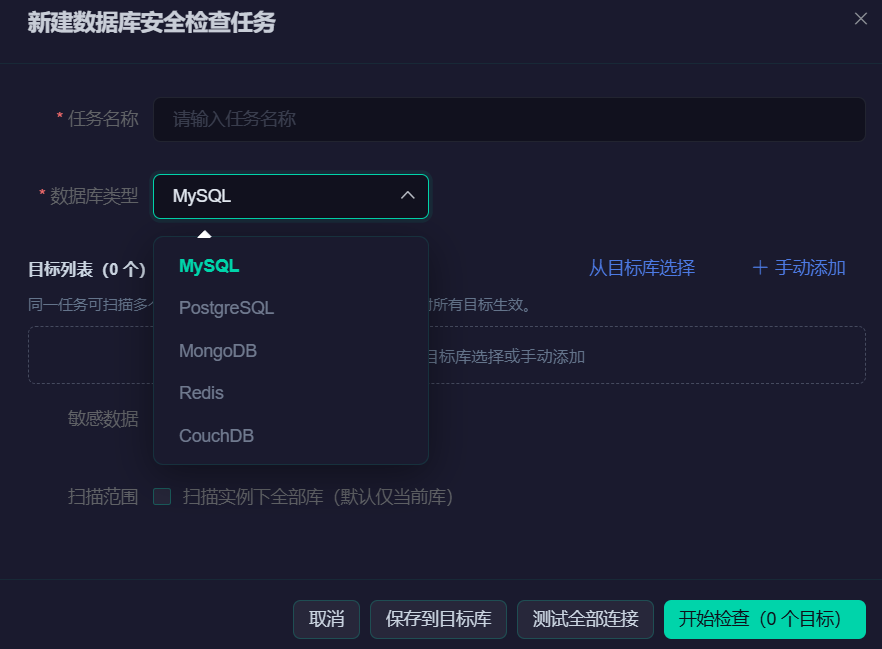 新建数据库安全检查任务
* 任务名称 请输入任务名称
* 数据库类型 MySQL
目标列表（0 个） 从目标库选择 + 手动添加
同一任务可扫描多 所有目标生效。
目标库选择或手动添加
MySQL
PostgreSQL
MongoDB
Redis
CouchDB
敏感数据
扫描范围 扫描实例下全部库（默认仅当前库）
取消 保存到目标库 测试全部连接 开始检查（0 个目标）